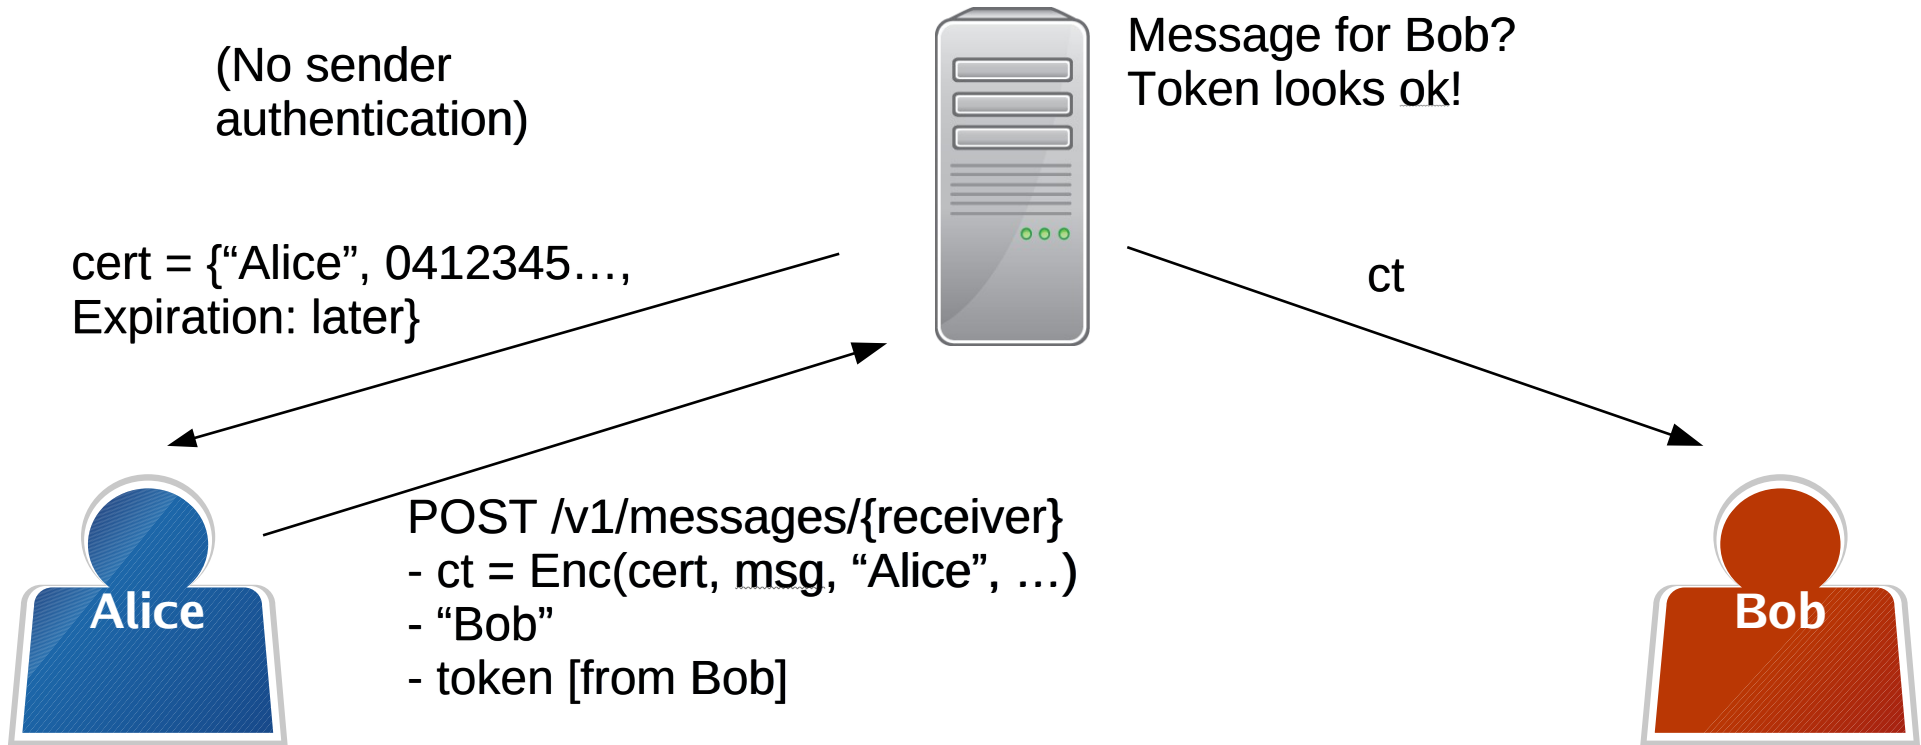 (No sender
authentication)
Message for Bob?
Token looks ok!
cert = {“Alice”, 0412345…,
Expiration: later}
ct
POST /v1/messages/{receiver}
- ct = Enc(cert, msg, “Alice”, …)
- “Bob”
- token [from Bob]
Alice
Bob